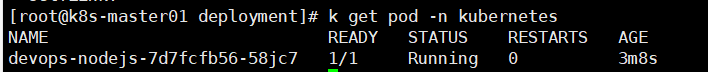 [root@k8s-master01 deployment]# k get pod -n kubernetes
NAME READY STATUS RESTARTS AGE
devops-nodejs-7d7fcfb56-58jc7 1/1 Running 0 3m8s